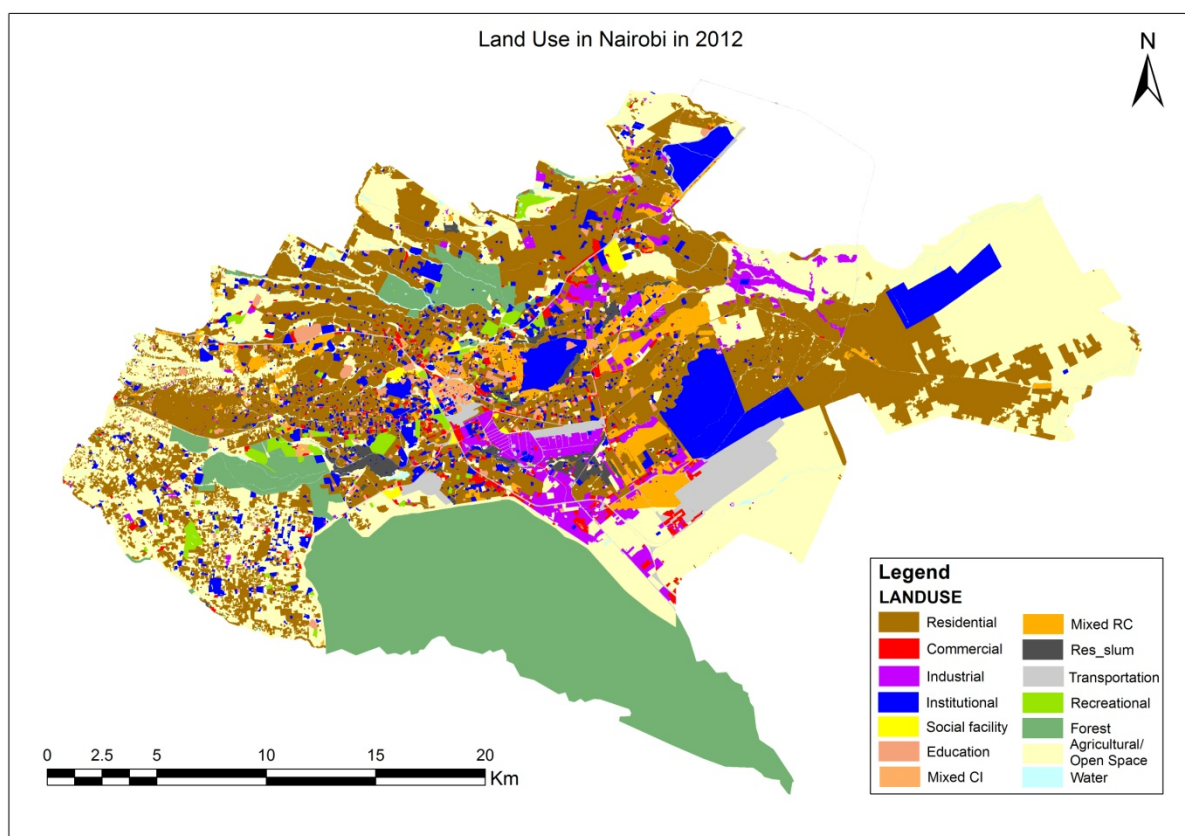 Land Use in Nairobi in 2012
N
Legend
LANDUSE
Residential
Commercial
Industrial
Institutional
Social facility
Education
Mixed CI
Mixed RC
Res_slum
Transportation
Recreational
Forest
Agricultural/
Open Space
Water
0 2.5 5 10 15 20
Km